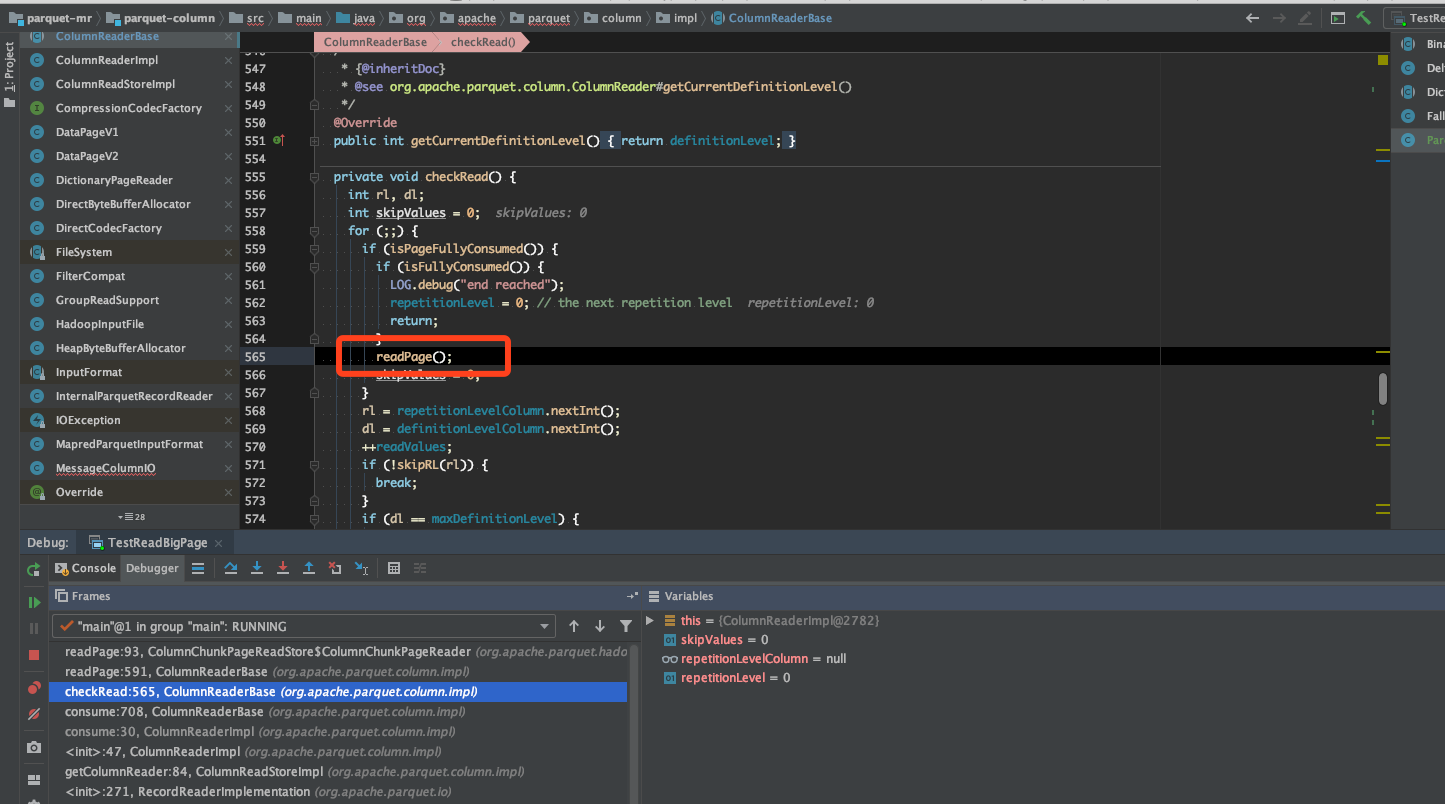 parquet-mr parquet-column src main java org apache parquet column impl ColumnReaderBase TestRe
1: Project
ColumnReaderBase
ColumnReaderImpl
ColumnReadStoreImpl
CompressionCodecFactory
DataPageV1
DataPageV2
DictionaryPageReader
DirectByteBufferAllocator
DirectCodecFactory
FileSystem
FilterCompat
GroupReadSupport
HadoopInputFile
HeapByteBufferAllocator
InputFormat
InternalParquetRecordReader
IOException
MapredParquetInputFormat
MessageColumnIO
Override
28
ColumnReaderBase checkRead()
547 * {@inheritDoc}
548 * @see org.apache.parquet.column.ColumnReader#getCurrentDefinitionLevel()
549 */
550 @Override
551 public int getCurrentDefinitionLevel() { return definitionLevel; }
554
555 private void checkRead() {
556 int rl, dl;
557 int skipValues = 0; skipValues: 0
558 for (;;) {
559 if (isPageFullyConsumed()) {
560 if (isFullyConsumed()) {
561 LOG.debug("end reached");
562 repetitionLevel = 0; // the next repetition level repetitionLevel: 0
563 return;
564 }
565 readPage();
566 skipValues = 0;
567 }
568 rl = repetitionLevelColumn.nextInt();
569 dl = definitionLevelColumn.nextInt();
570 ++readValues;
571 if (!skipRL(rl)) {
572 break;
573 }
574 if (dl == maxDefinitionLevel) {
Bina
Del
Dic
Fall
Par
Debug: TestReadBigPage
Console Debugger
Frames
"main"@1 in group "main": RUNNING
readPage:93, ColumnChunkPageReadStore$ColumnChunkPageReader (org.apache.parquet.hado
readPage:591, ColumnReaderBase (org.apache.parquet.column.impl)
checkRead:565, ColumnReaderBase (org.apache.parquet.column.impl)
consume:708, ColumnReaderBase (org.apache.parquet.column.impl)
consume:30, ColumnReaderImpl (org.apache.parquet.column.impl)
<init>:47, ColumnReaderImpl (org.apache.parquet.column.impl)
getColumnReader:84, ColumnReadStoreImpl (org.apache.parquet.column.impl)
<init>:271, RecordReaderImplementation (org.apache.parquet.io)
Variables
this = {ColumnReaderImpl@2782}
skipValues = 0
repetitionLevelColumn = null
repetitionLevel = 0